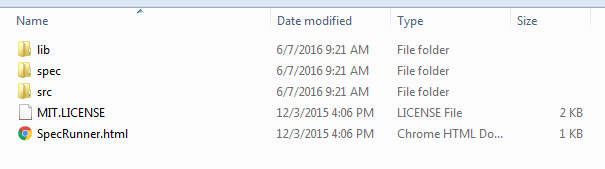 Name Date modified Type Size
lib 6/7/2016 9:21 AM File folder
spec 6/7/2016 9:21 AM File folder
src 6/7/2016 9:21 AM File folder
MIT.LICENSE 12/3/2015 4:06 PM LICENSE File 2 KB
SpecRunner.html 12/3/2015 4:06 PM Chrome HTML Do... 1 KB